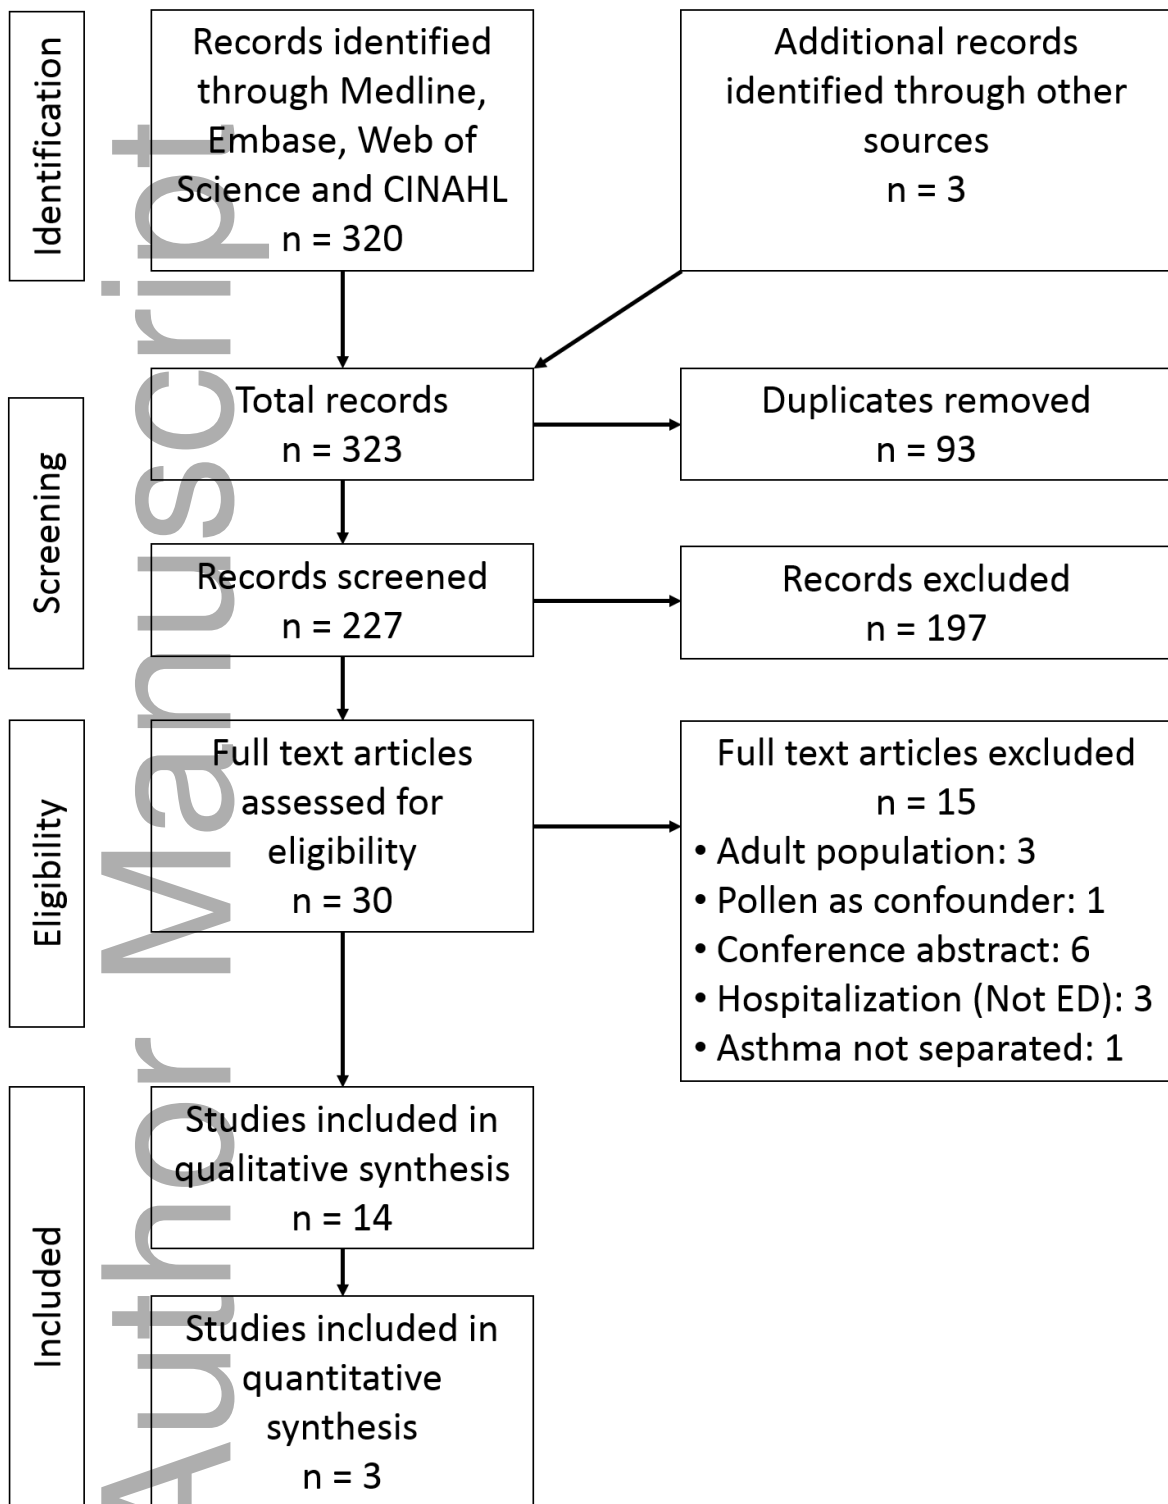 Identification
Records identified
through Medline,
Embase, Web of
Science and CINAHL
n = 320
Additional records
identified through other
sources
n = 3
Screening
Total records
n = 323
Duplicates removed
n = 93
Records screened
n = 227
Records excluded
n = 197
Eligibility
Full text articles
assessed for
eligibility
n = 30
Full text articles excluded
n = 15
• Adult population: 3
• Pollen as confounder: 1
• Conference abstract: 6
• Hospitalization (Not ED): 3
• Asthma not separated: 1
Included
Studies included in
qualitative synthesis
n = 14
Studies included in
quantitative
synthesis
n = 3
Author Manuscript